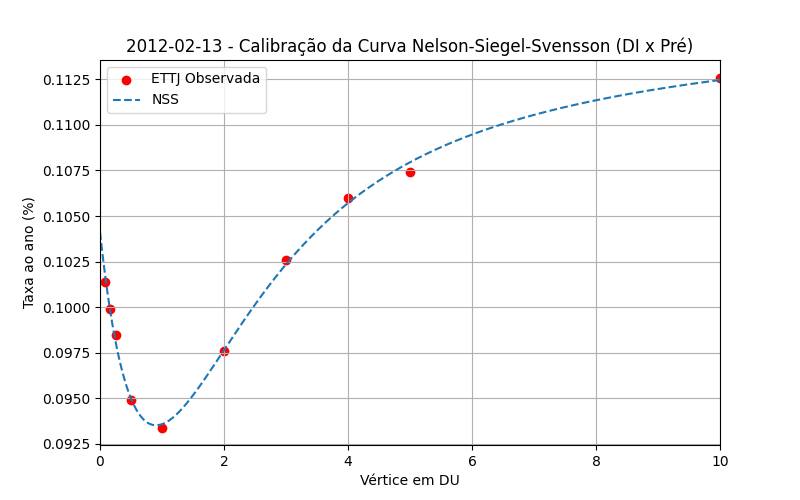 2012-02-13 - Calibração da Curva Nelson-Siegel-Svensson (DI x Pré)
ETTJ Observada
NSS
Taxa ao ano (%)
0.1125
0.1100
0.1075
0.1050
0.1025
0.1000
0.0975
0.0950
0.0925
0 2 4 6 8 10
Vértice em DU